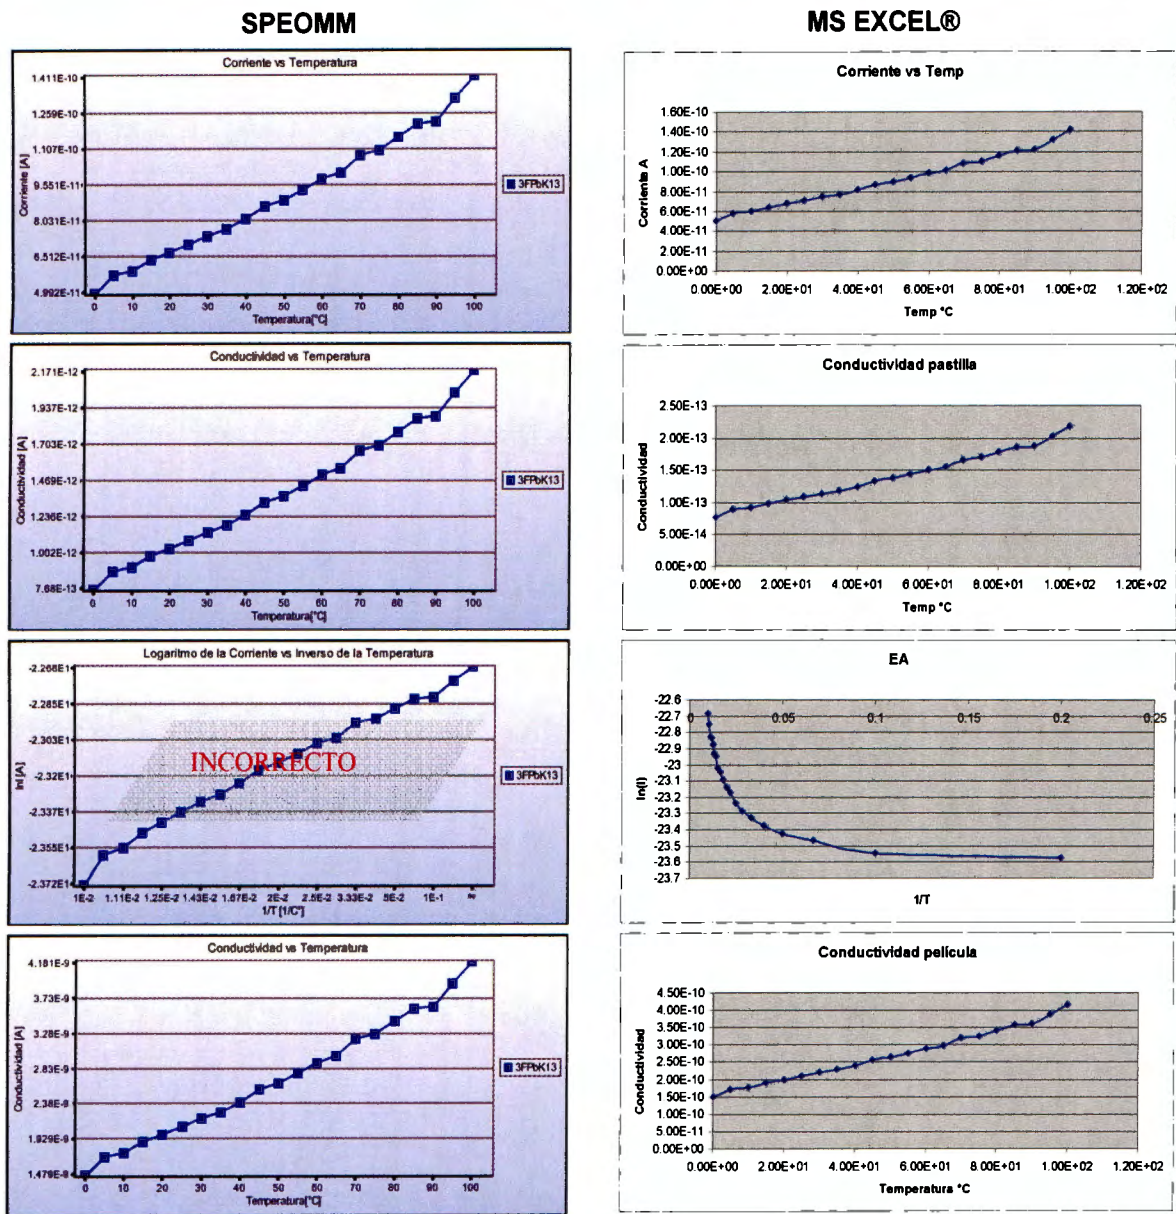 SPEOMM
MS EXCEL®
Corriente vs Temperatura
Corriente [A]
1.411E-10
1.259E-10
1.107E-10
9.551E-11
8.031E-11
6.512E-11
4.992E-11
0 10 20 30 40 50 60 70 80 90 100
Temperatura[°C]
3FPbK13
Corriente vs Temp
Corriente A
1.60E-10
1.40E-10
1.20E-10
1.00E-10
8.00E-11
6.00E-11
4.00E-11
2.00E-11
0.00E+00
0.00E+00 2.00E+01 4.00E+01 6.00E+01 8.00E+01 1.00E+02 1.20E+02
Temp °C
Conductividad vs Temperatura
Conductividad [A]
2.171E-12
1.937E-12
1.703E-12
1.469E-12
1.236E-12
1.002E-12
7.68E-13
0 10 20 30 40 50 60 70 80 90 100
Temperatura[°C]
3FPbK13
Conductividad pastilla
Conductividad
2.50E-13
2.00E-13
1.50E-13
1.00E-13
5.00E-14
0.00E+00
0.00E+00 2.00E+01 4.00E+01 6.00E+01 8.00E+01 1.00E+02 1.20E+02
Temp °C
Logaritmo de la Corriente vs Inverso de la Temperatura
lnI [A]
-2.268E1
-2.285E1
-2.303E1
-2.32E1
-2.337E1
-2.355E1
-2.372E1
INCORRECTO
1E-2 1.11E-2 1.25E-2 1.43E-2 1.67E-2 2E-2 2.5E-2 3.33E-2 5E-2 1E-1
1/T [1/C°]
3FPbK13
EA
ln(I)
-22.6
-22.7
-22.8
-22.9
-23
-23.1
-23.2
-23.3
-23.4
-23.5
-23.6
-23.7
0 0.05 0.1 0.15 0.2 0.25
1/T
Conductividad vs Temperatura
Conductividad [A]
4.181E-9
3.73E-9
3.28E-9
2.83E-9
2.38E-9
1.929E-9
1.479E-9
0 10 20 30 40 50 60 70 80 90 100
Temperatura[°C]
3FPbK13
Conductividad película
Conductividad
4.50E-10
4.00E-10
3.50E-10
3.00E-10
2.50E-10
2.00E-10
1.50E-10
1.00E-10
5.00E-11
0.00E+00
0.00E+00 2.00E+01 4.00E+01 6.00E+01 8.00E+01 1.00E+02 1.20E+02
Temperatura °C